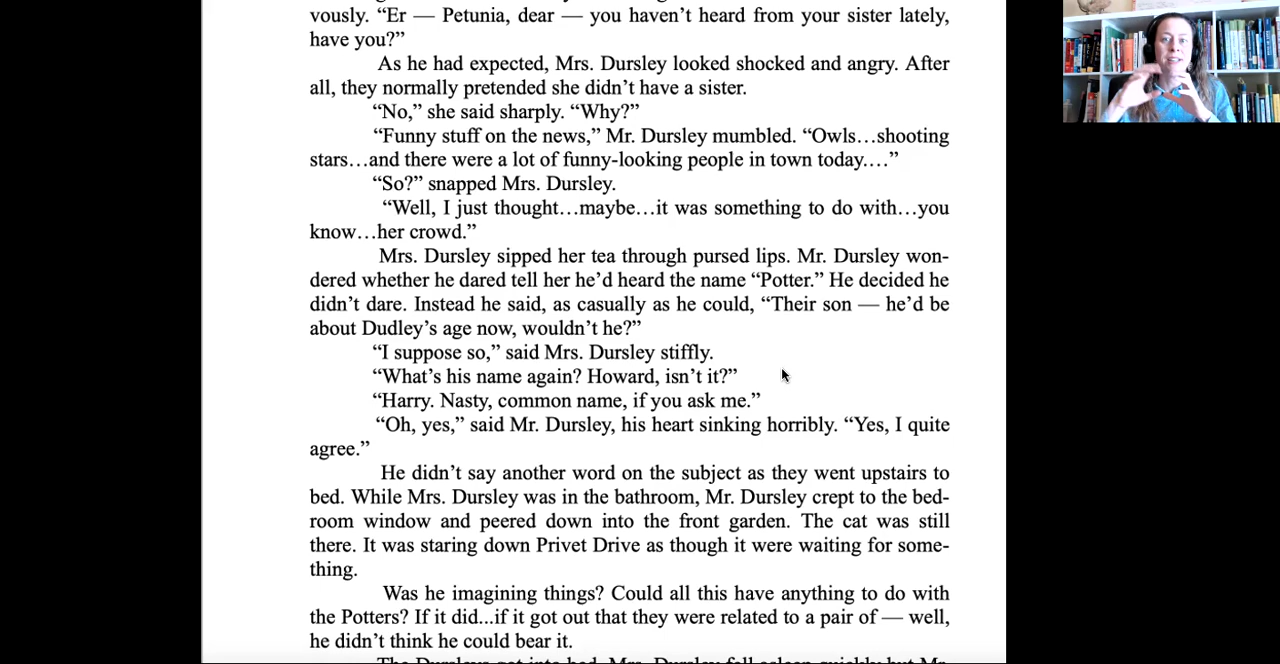 vously. “Er — Petunia, dear — you haven’t heard from your sister lately,
have you?”
As he had expected, Mrs. Dursley looked shocked and angry. After
all, they normally pretended she didn’t have a sister.
“No,” she said sharply. “Why?”
“Funny stuff on the news,” Mr. Dursley mumbled. “Owls…shooting
stars…and there were a lot of funny-looking people in town today.…”
“So?” snapped Mrs. Dursley.
“Well, I just thought…maybe…it was something to do with…you
know…her crowd.”
Mrs. Dursley sipped her tea through pursed lips. Mr. Dursley won-
dered whether he dared tell her he’d heard the name “Potter.” He decided he
didn’t dare. Instead he said, as casually as he could, “Their son — he’d be
about Dudley’s age now, wouldn’t he?”
“I suppose so,” said Mrs. Dursley stiffly.
“What’s his name again? Howard, isn’t it?”
“Harry. Nasty, common name, if you ask me.”
“Oh, yes,” said Mr. Dursley, his heart sinking horribly. “Yes, I quite
agree.”
He didn’t say another word on the subject as they went upstairs to
bed. While Mrs. Dursley was in the bathroom, Mr. Dursley crept to the bed-
room window and peered down into the front garden. The cat was still
there. It was staring down Privet Drive as though it were waiting for some-
thing.
Was he imagining things? Could all this have anything to do with
the Potters? If it did...if it got out that they were related to a pair of — well,
he didn’t think he could bear it.